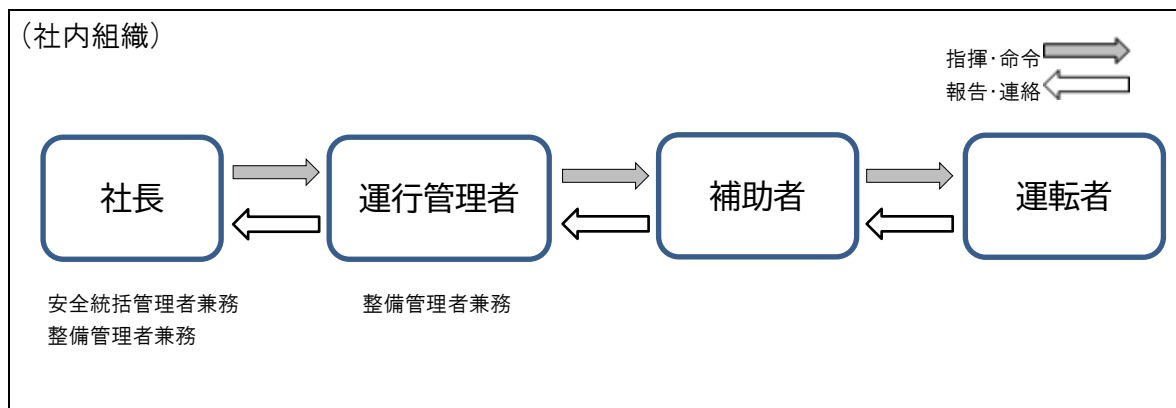 （社内組織）
指揮・命令
報告・連絡
社長
運行管理者
補助者
運転者
安全統括管理者兼務
整備管理者兼務
整備管理者兼務